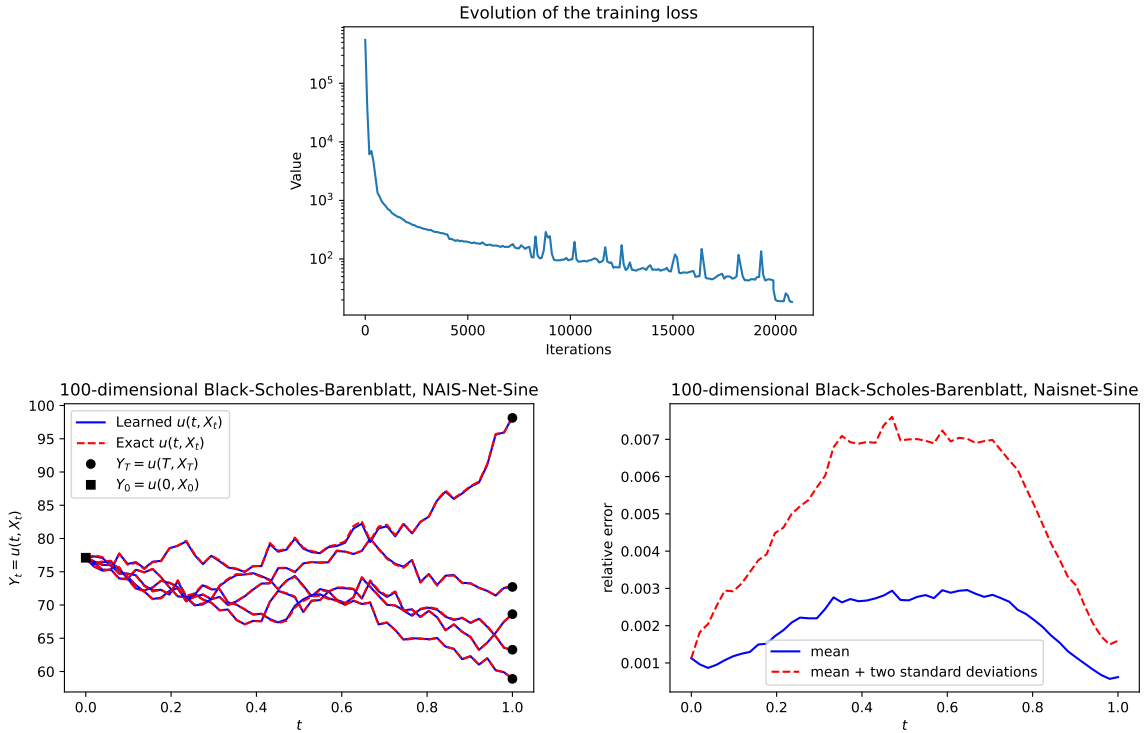 Evolution of the training loss
Value
10^5
10^4
10^3
10^2
0 5000 10000 15000 20000
Iterations
100-dimensional Black-Scholes-Barenblatt, NAIS-Net-Sine
Y_t = u(t, X_t)
100
95
90
85
80
75
70
65
60
Learned u(t, X_t)
Exact u(t, X_t)
Y_T = u(T, X_T)
Y_0 = u(0, X_0)
0.0 0.2 0.4 0.6 0.8 1.0
t
100-dimensional Black-Scholes-Barenblatt, Naisnet-Sine
relative error
0.007
0.006
0.005
0.004
0.003
0.002
0.001
mean
mean + two standard deviations
0.0 0.2 0.4 0.6 0.8 1.0
t